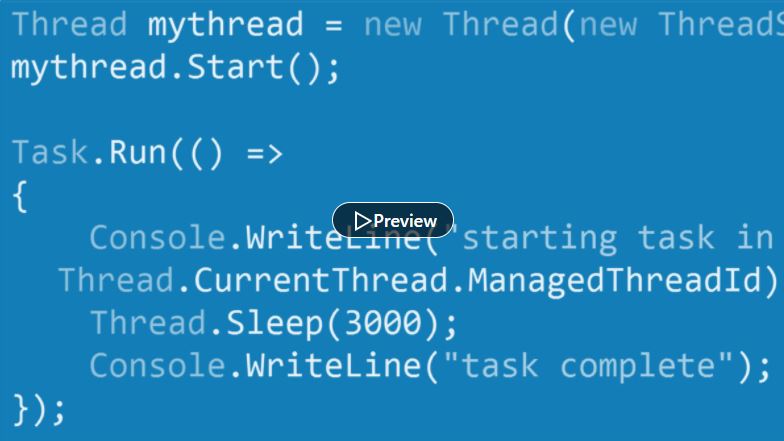 Thread mythread = new Thread(new ThreadS
mythread.Start();
Task.Run(() =>
{
Preview
Console.WriteLine("starting task in
Thread.CurrentThread.ManagedThreadId)
Thread.Sleep(3000);
Console.WriteLine("task complete");
});